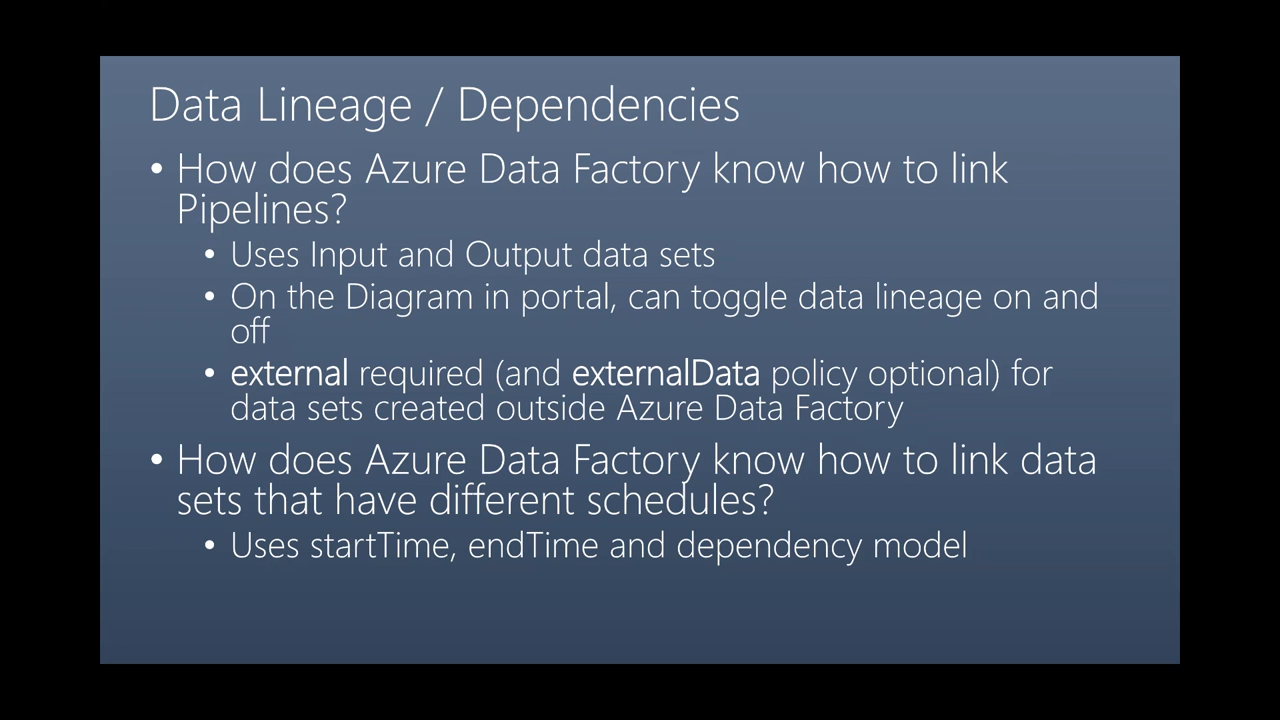 Data Lineage / Dependencies
• How does Azure Data Factory know how to link
Pipelines?
• Uses Input and Output data sets
• On the Diagram in portal, can toggle data lineage on and
off
• external required (and externalData policy optional) for
data sets created outside Azure Data Factory
• How does Azure Data Factory know how to link data
sets that have different schedules?
• Uses startTime, endTime and dependency model